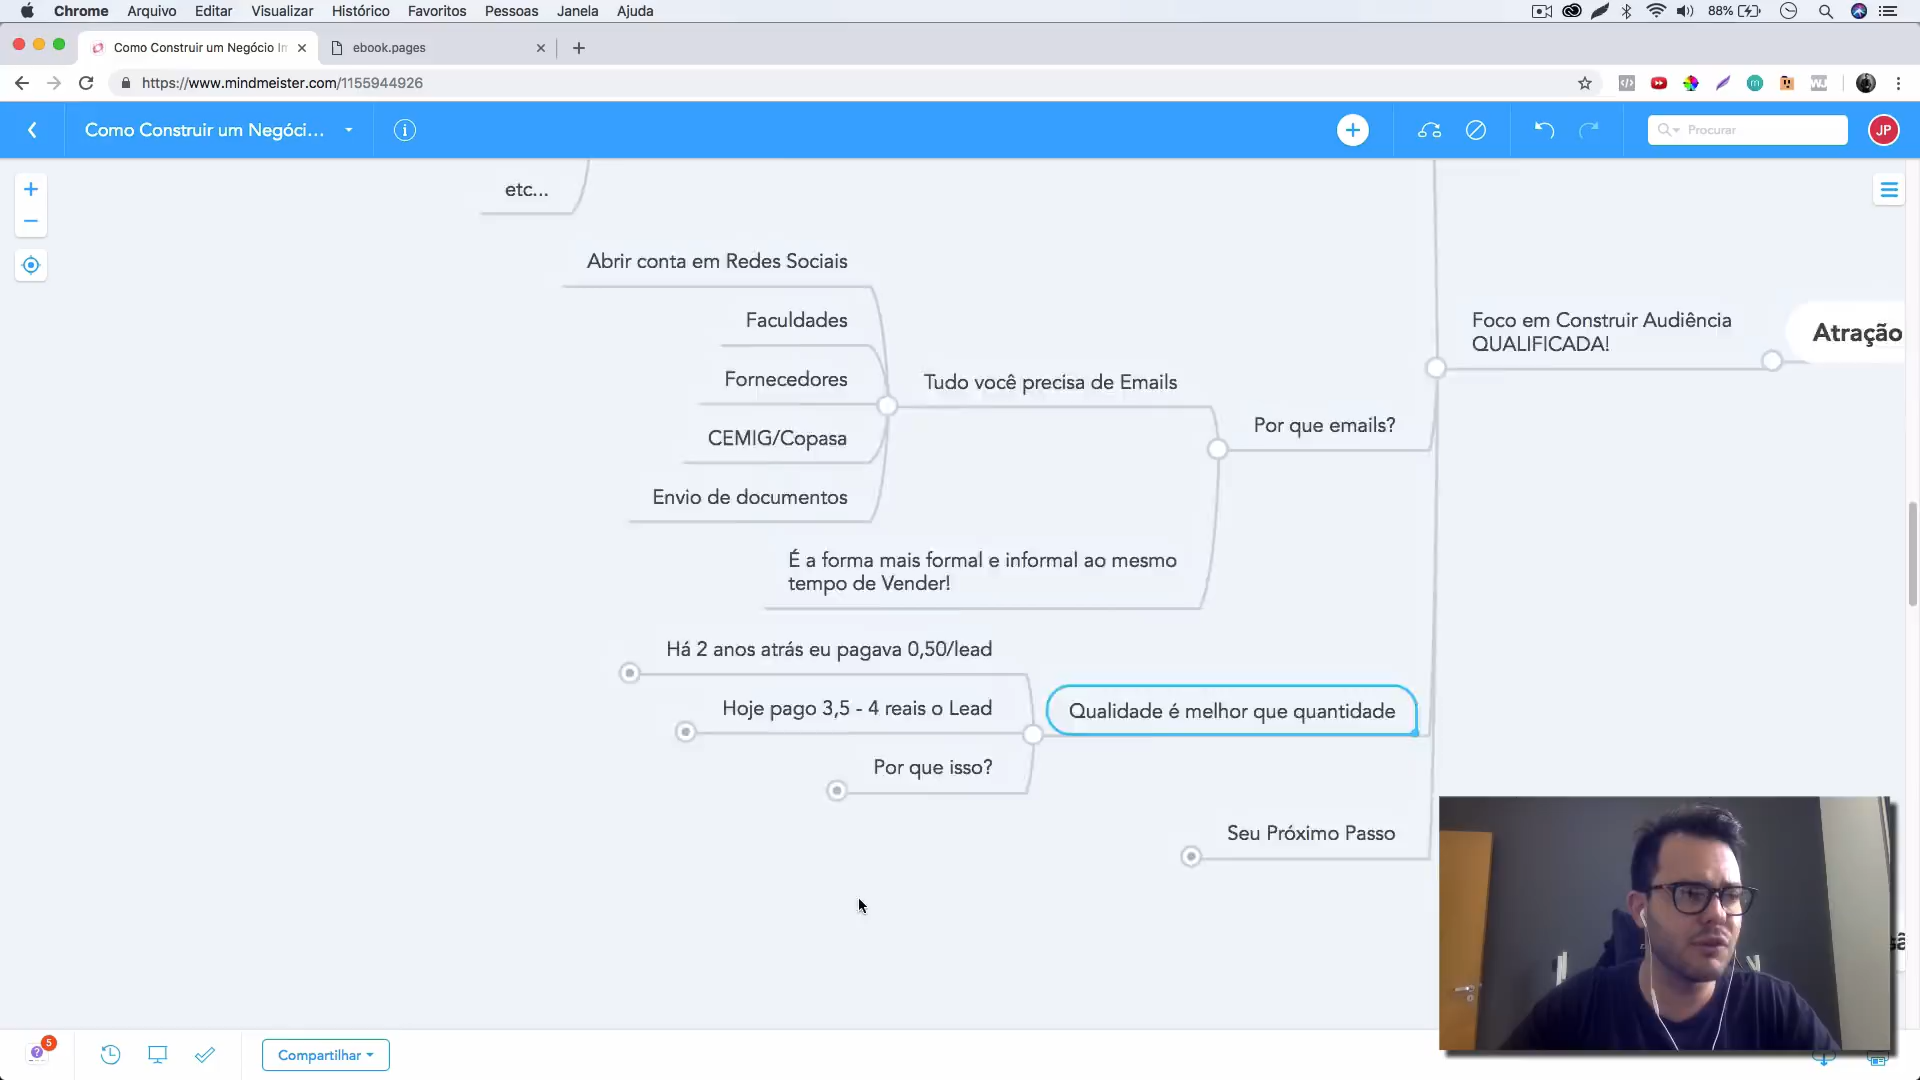 Chrome Arquivo Editar Visualizar Histórico Favoritos Pessoas Janela Ajuda 88%
Como Construir um Negócio In ebook.pages
https://www.mindmeister.com/1155944926
Como Construir um Negóci... Procurar JP
etc...
Abrir conta em Redes Sociais
Faculdades
Fornecedores
CEMIG/Copasa
Envio de documentos
Tudo você precisa de Emails
É a forma mais formal e informal ao mesmo
tempo de Vender!
Por que emails?
Foco em Construir Audiência
QUALIFICADA!
Atração
Há 2 anos atrás eu pagava 0,50/lead
Hoje pago 3,5 - 4 reais o Lead
Por que isso?
Qualidade é melhor que quantidade
Seu Próximo Passo
5
Compartilhar